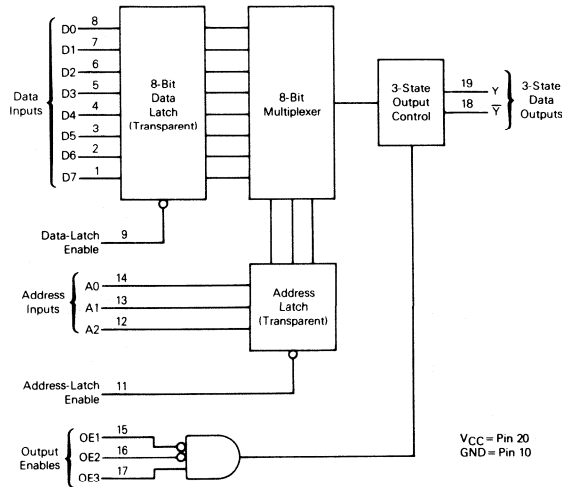 Data
Inputs
D0 8
D1 7
D2 6
D3 5
D4 4
D5 3
D6 2
D7 1
8-Bit
Data
Latch
(Transparent)
8-Bit
Multiplexer
3-State
Output
Control
19 Y
18 Y̅
3-State
Data
Outputs
Data-Latch
Enable
9
Address
Inputs
A0 14
A1 13
A2 12
Address
Latch
(Transparent)
Address-Latch
Enable
11
Output
Enables
OE1 15
OE2 16
OE3 17
VCC = Pin 20
GND = Pin 10